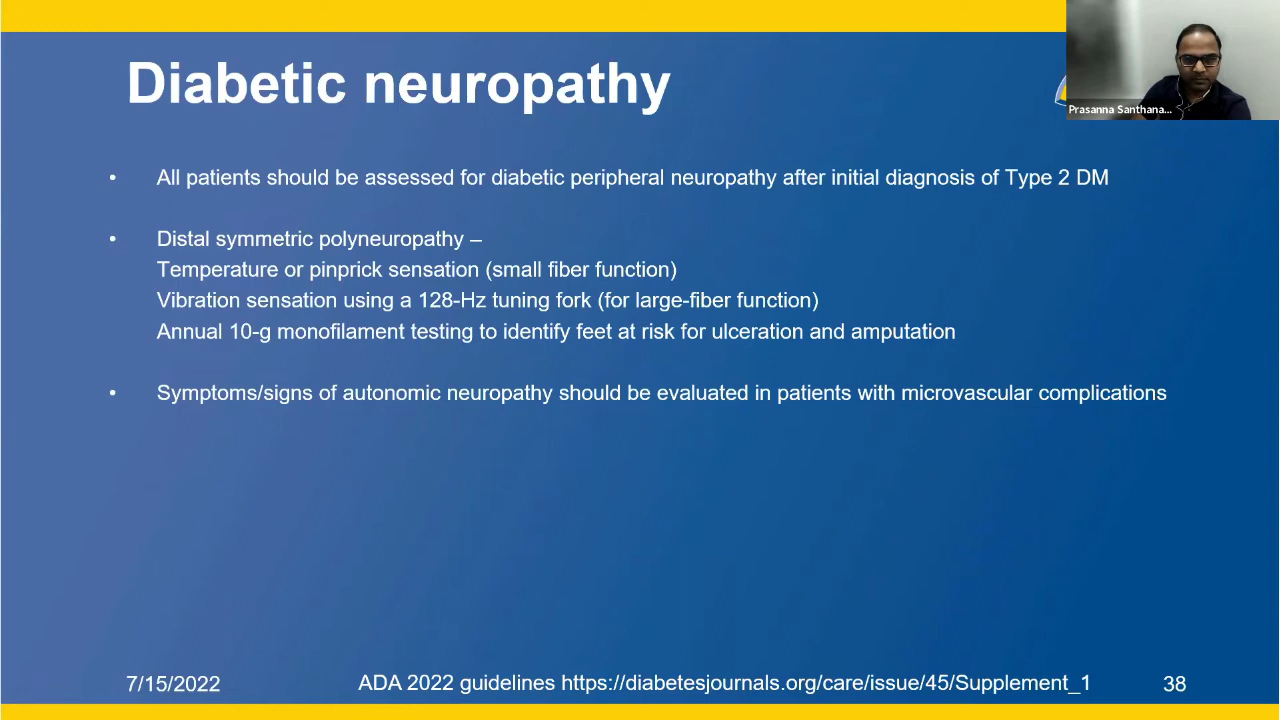 Diabetic neuropathy
Prasanna Santhana...
• All patients should be assessed for diabetic peripheral neuropathy after initial diagnosis of Type 2 DM
• Distal symmetric polyneuropathy –
Temperature or pinprick sensation (small fiber function)
Vibration sensation using a 128-Hz tuning fork (for large-fiber function)
Annual 10-g monofilament testing to identify feet at risk for ulceration and amputation
• Symptoms/signs of autonomic neuropathy should be evaluated in patients with microvascular complications
7/15/2022 ADA 2022 guidelines https://diabetesjournals.org/care/issue/45/Supplement_1 38